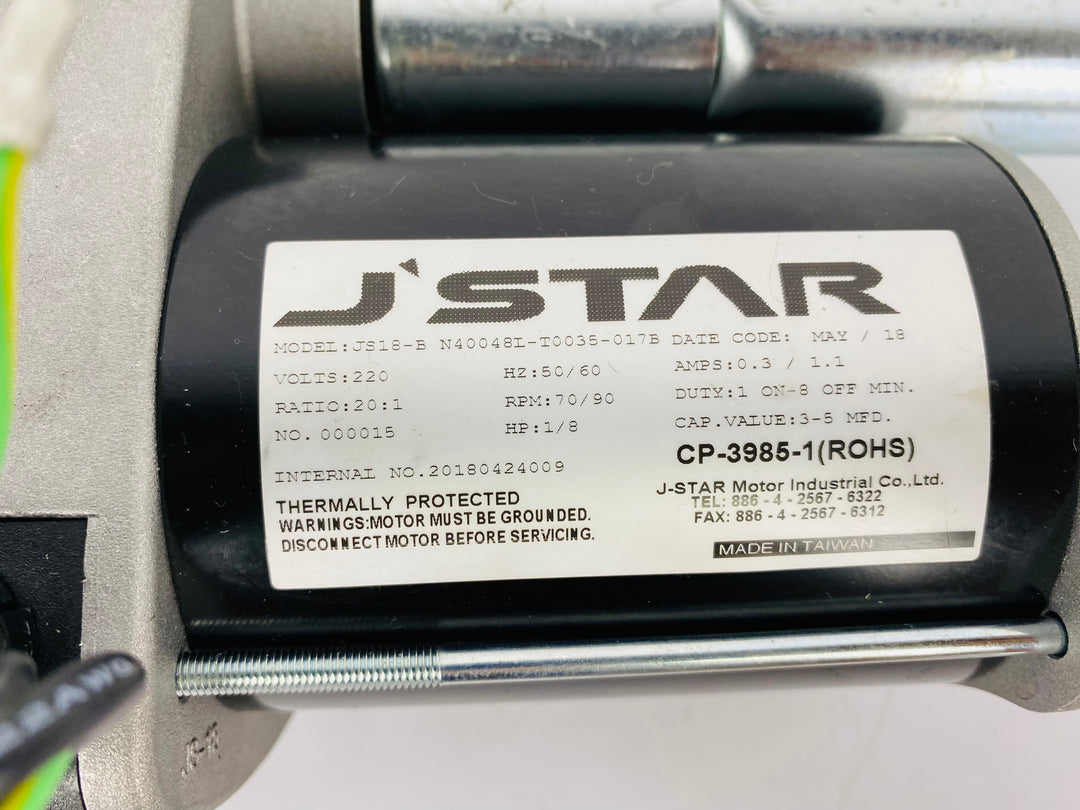 J'STAR
MODEL:JS18-B N40048L-T0035-017B DATE CODE: MAY / 18
VOLTS:220 HZ:50/60 AMPS:0.3 / 1.1
RATIO:20:1 RPM:70/90 DUTY:1 ON-8 OFF MIN.
NO. 000015 HP:1/8 CAP.VALUE:3-5 MFD.
CP-3985-1(ROHS)
INTERNAL NO.20180424009
THERMALLY PROTECTED
WARNINGS:MOTOR MUST BE GROUNDED.
DISCONNECT MOTOR BEFORE SERVICING.
J-STAR Motor Industrial Co.,Ltd.
TEL: 886 - 4 - 2567 - 6322
FAX: 886 - 4 - 2567 - 6312
MADE IN TAIWAN